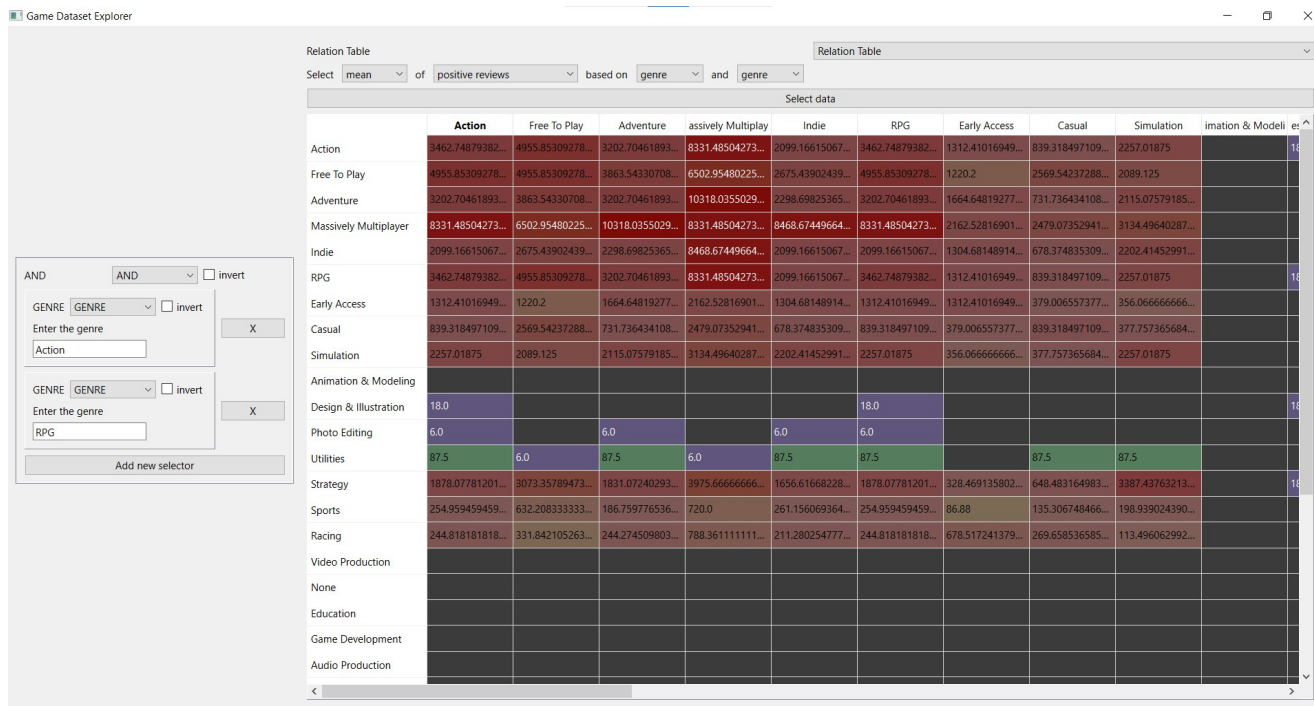 Game Dataset Explorer
Relation Table
Relation Table
Select mean of positive reviews based on genre and genre
Select data
Action Free To Play Adventure assively Multiplay Indie RPG Early Access Casual Simulation imation & Modeli es
Action 3462.74879382... 4955.85309278... 3202.70461893... 8331.48504273... 2099.16615067... 3462.74879382... 1312.41016949... 839.318497109... 2257.01875 18
Free To Play 4955.85309278... 4955.85309278... 3863.54330708... 6502.95480225... 2675.43902439... 4955.85309278... 1220.2 2569.54237288... 2089.125
Adventure 3202.70461893... 3863.54330708... 3202.70461893... 10318.0355029... 2298.69825365... 3202.70461893... 1664.64819277... 731.736434108... 2115.07579185...
Massively Multiplayer 8331.48504273... 6502.95480225... 10318.0355029... 8331.48504273... 8468.67449664... 8331.48504273... 2162.52816901... 2479.07352941... 3134.49640287...
Indie 2099.16615067... 2675.43902439... 2298.69825365... 8468.67449664... 2099.16615067... 2099.16615067... 1304.68148914... 678.374835309... 2202.41452991...
RPG 3462.74879382... 4955.85309278... 3202.70461893... 8331.48504273... 2099.16615067... 3462.74879382... 1312.41016949... 839.318497109... 2257.01875 18
Early Access 1312.41016949... 1220.2 1664.64819277... 2162.52816901... 1304.68148914... 1312.41016949... 1312.41016949... 379.006557377... 356.066666666...
Casual 839.318497109... 2569.54237288... 731.736434108... 2479.07352941... 678.374835309... 839.318497109... 379.006557377... 839.318497109... 377.757365684...
Simulation 2257.01875 2089.125 2115.07579185... 3134.49640287... 2202.41452991... 2257.01875 356.066666666... 377.757365684... 2257.01875
Animation & Modeling
Design & Illustration 18.0 18.0 18
Photo Editing 6.0 6.0 6.0 6.0
Utilities 87.5 6.0 87.5 6.0 87.5 87.5 87.5 87.5
Strategy 1878.07781201... 3073.35789473... 1831.07240293... 3975.66666666... 1656.61668228... 1878.07781201... 328.469135802... 648.483164983... 3387.43763213... 18
Sports 254.959459459... 632.208333333... 186.759776536... 720.0 261.156069364... 254.959459459... 86.88 135.306748466... 198.939024390...
Racing 244.818181818... 331.842105263... 244.274509803... 788.361111111... 211.280254777... 244.818181818... 678.517241379... 269.658536585... 113.496062992...
Video Production
None
Education
Game Development
Audio Production
AND AND invert
GENRE GENRE invert
Enter the genre X
Action
GENRE GENRE invert
Enter the genre X
RPG
Add new selector